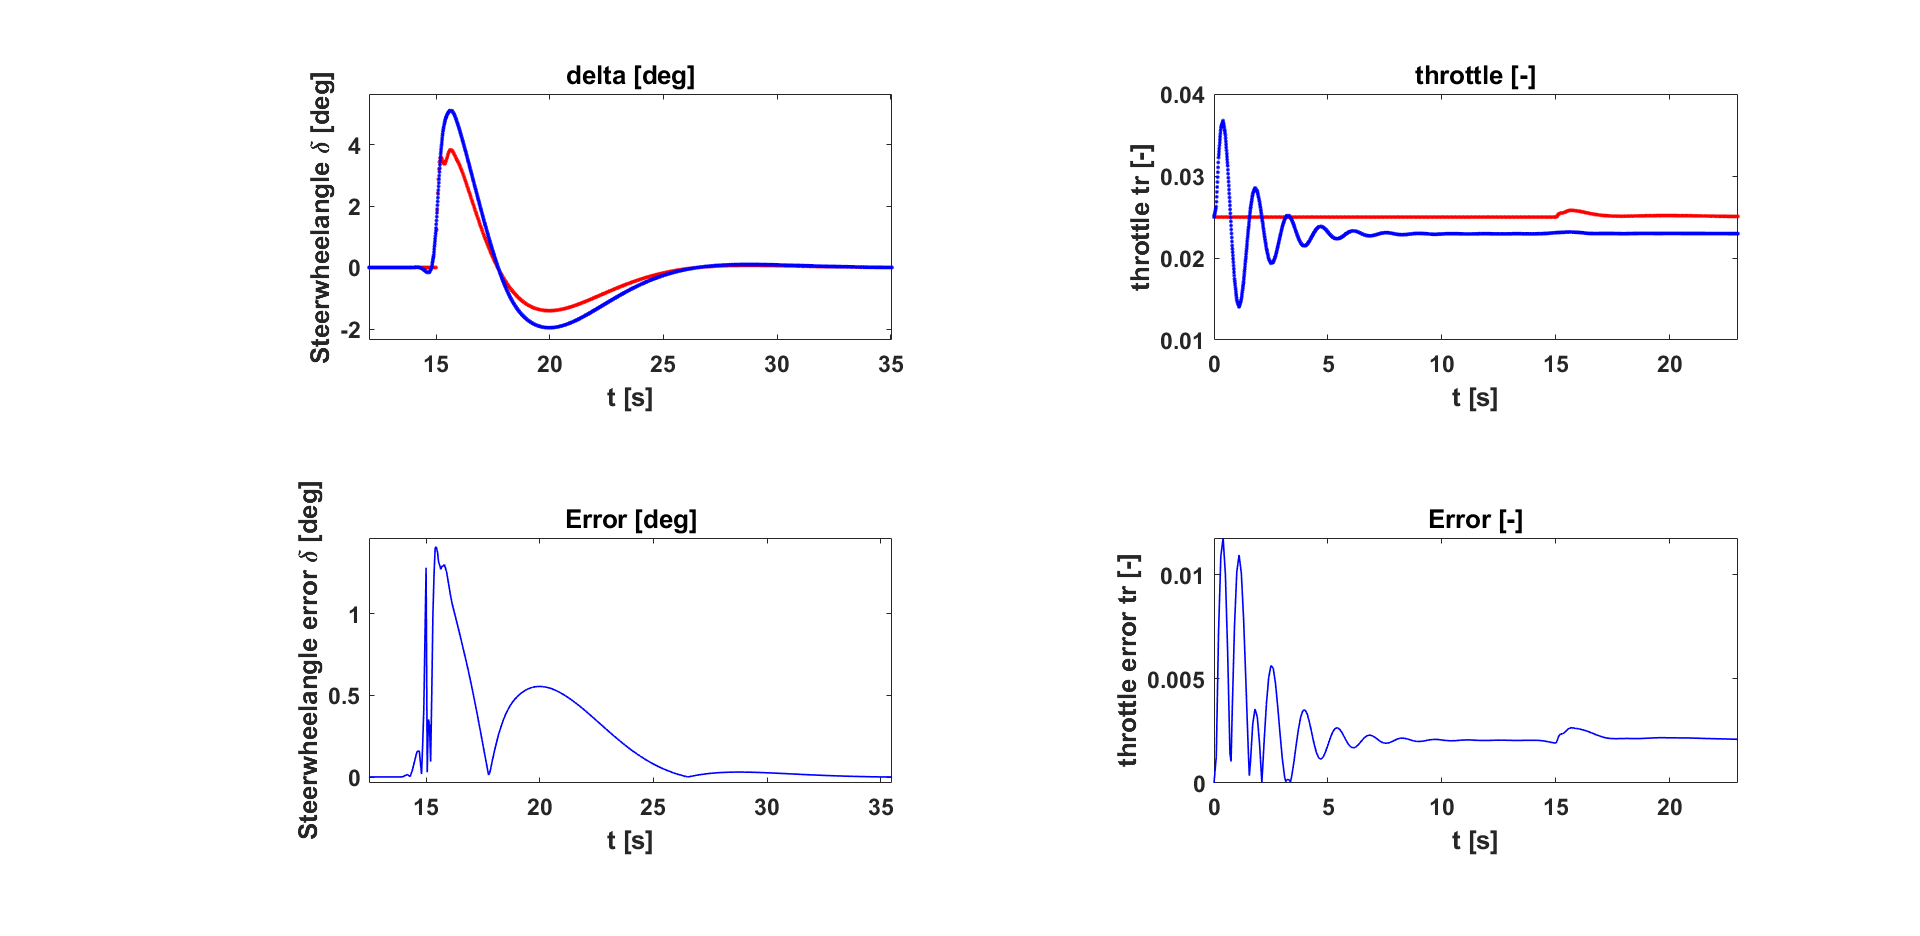 delta [deg]
Steerwheelangle δ [deg]
4
2
0
-2
15
20
25
30
35
t [s]
throttle [-]
throttle tr [-]
0.04
0.03
0.02
0.01
0
5
10
15
20
t [s]
Error [deg]
Steerwheelangle error δ [deg]
1
0.5
0
15
20
25
30
35
t [s]
Error [-]
throttle error tr [-]
0.01
0.005
0
0
5
10
15
20
t [s]